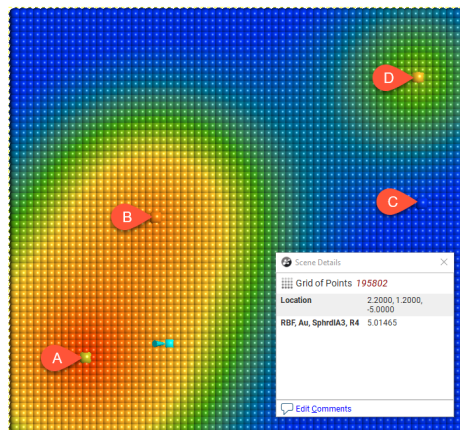 D
C
B
A
Scene Details
Grid of Points 195802
Location 2.2000, 1.2000,
-5.0000
RBF, Au, SphrdlA3, R4 5.01465
Edit Comments